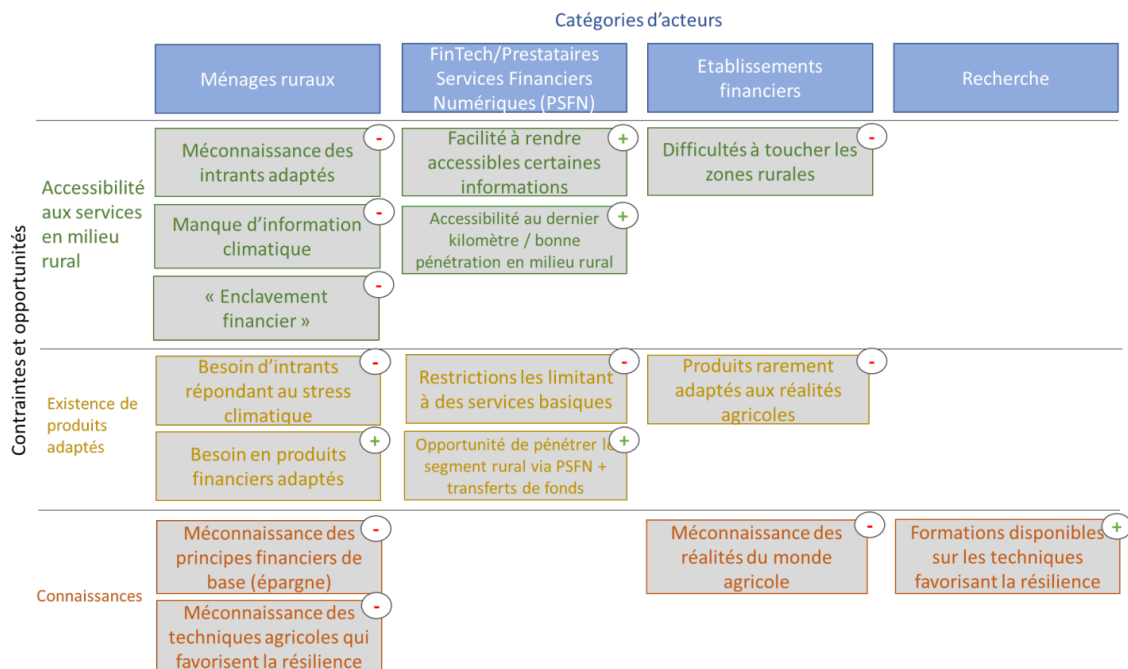 Catégories d'acteurs
Ménages ruraux
FinTech/Prestataires
Services Financiers
Numériques (PSFN)
Etablissements
financiers
Recherche
Contraintes et opportunités
Accessibilité
aux services
en milieu
rural
-
Méconnaissance des
intrants adaptés
-
Manque d'information
climatique
-
« Enclavement
financier »
+
Facilité à rendre
accessibles certaines
informations
+
Accessibilité au dernier
kilomètre / bonne
pénétration en milieu rural
-
Difficultés à toucher les
zones rurales
Existence de
produits
adaptés
-
Besoin d'intrants
répondant au stress
climatique
+
Besoin en produits
financiers adaptés
-
Restrictions les limitant
à des services basiques
+
Opportunité de pénétrer le
segment rural via PSFN +
transferts de fonds
-
Produits rarement
adaptés aux réalités
agricoles
Connaissances
-
Méconnaissance des
principes financiers de
base (épargne)
-
Méconnaissance des
techniques agricoles qui
favorisent la résilience
-
Méconnaissance des
réalités du monde
agricole
+
Formations disponibles
sur les techniques
favorisant la résilience